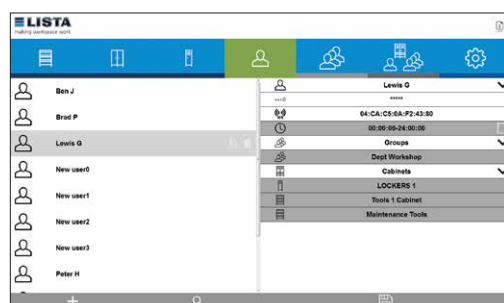 LISTA
making workspace work
Ben J
Brad P
Lewis G
New user0
New user1
New user2
New user3
Peter H
Lewis G
*****
04:CA:C5:0A:F2:43:80
00:00:00-24:00:00
Groups
Dept Workshop
Cabinets
LOCKERS 1
Tools 1 Cabinet
Maintenance Tools